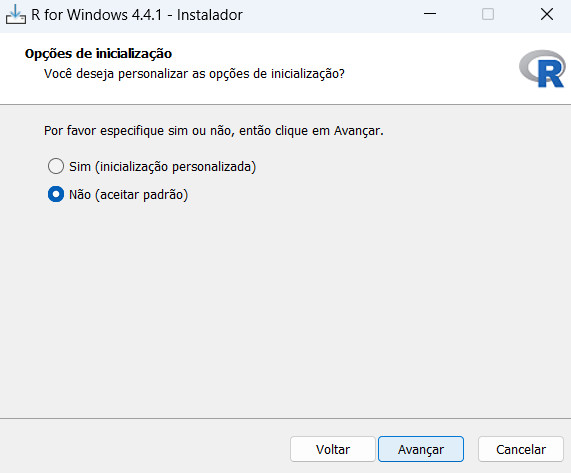 R for Windows 4.4.1 - Instalador
Opções de inicialização
Você deseja personalizar as opções de inicialização?
R
Por favor especifique sim ou não, então clique em Avançar.
Sim (inicialização personalizada)
Não (aceitar padrão)
Voltar
Avançar
Cancelar